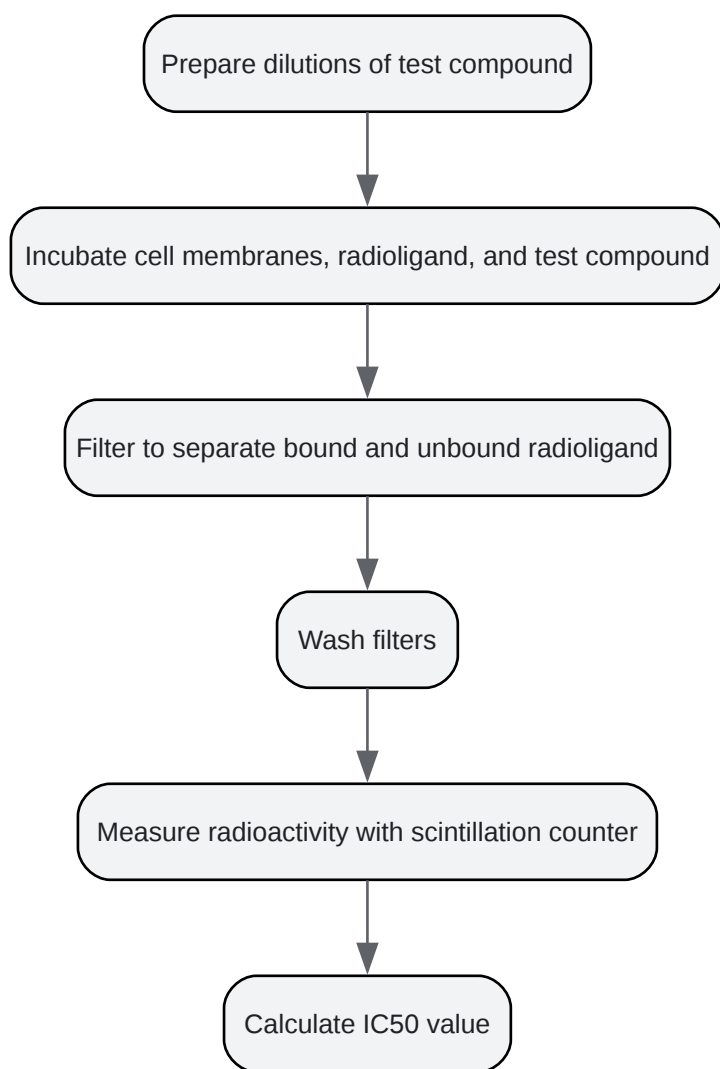 Prepare dilutions of test compound
Incubate cell membranes, radioligand, and test compound
Filter to separate bound and unbound radioligand
Wash filters
Measure radioactivity with scintillation counter
Calculate IC50 value